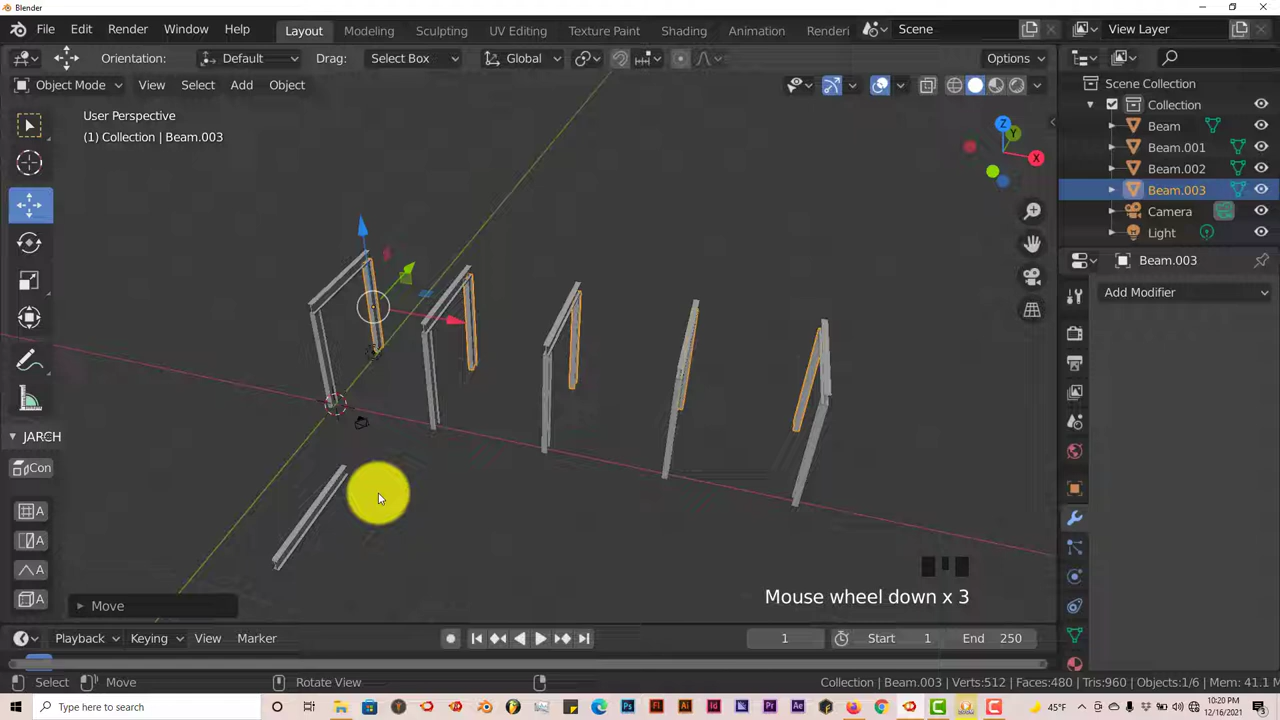 Blender
File Edit Render Window Help Layout Modeling Sculpting UV Editing Texture Paint Shading Animation Renderi Scene View Layer
Orientation: Default Drag: Select Box Global Options
Object Mode View Select Add Object
User Perspective
(1) Collection | Beam.003
Z
Y
X
Scene Collection
Collection
Beam
Beam.001
Beam.002
Beam.003
Camera
Light
Beam.003
Add Modifier
JARCH
Con
A
A
A
A
Move
Mouse wheel down x 3
Playback Keying View Marker 1 Start 1 End 250
Select Move Rotate View Collection | Beam.003 | Verts:512 | Faces:480 | Tris:960 | Objects:1/6 | Mem: 41.1 M
Type here to search 45°F 10:20 PM
12/16/2021